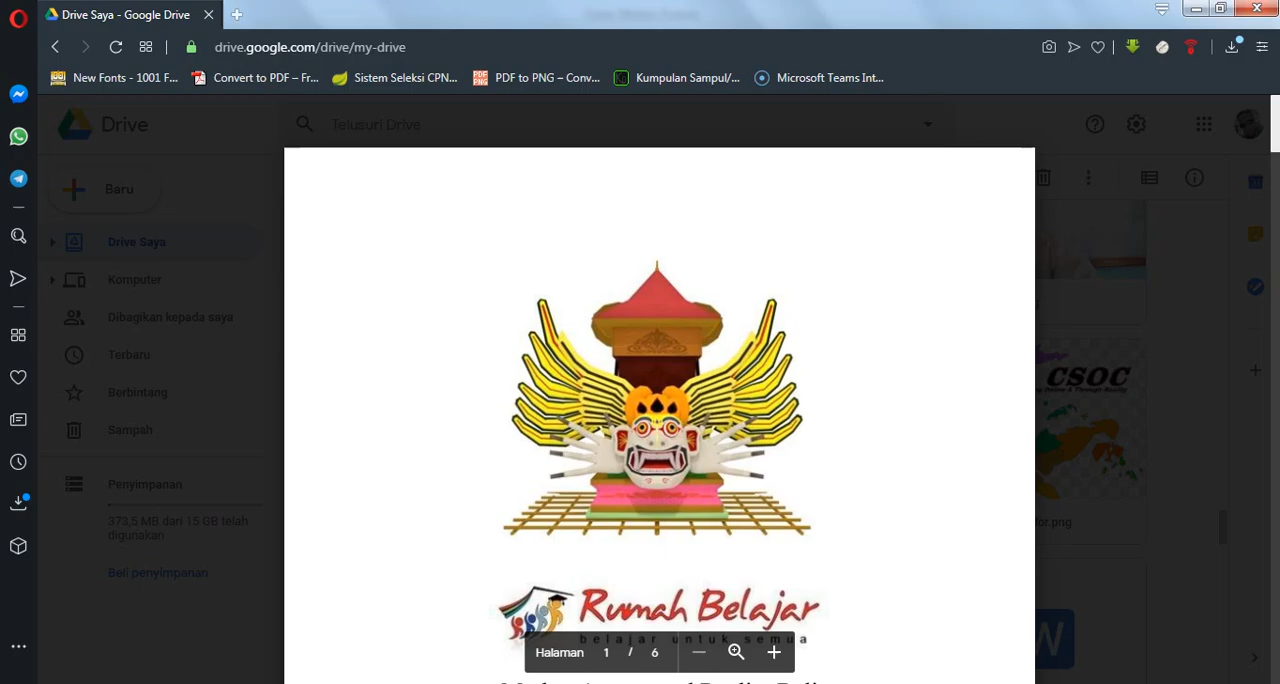 Drive Saya - Google Drive
drive.google.com/drive/my-drive
New Fonts - 1001 F...
Convert to PDF – Fr...
Sistem Seleksi CPN...
PDF to PNG – Conv...
Kumpulan Sampul/...
Microsoft Teams Int...
Drive
Telusuri Drive
Baru
Drive Saya
Komputer
Dibagikan kepada saya
Terbaru
Berbintang
Sampah
Penyimpanan
373,5 MB dari 15 GB telah
digunakan
Beli penyimpanan
CSOC
for.png
W
Rumah Belajar
belajar untuk semua
Halaman 1 / 6